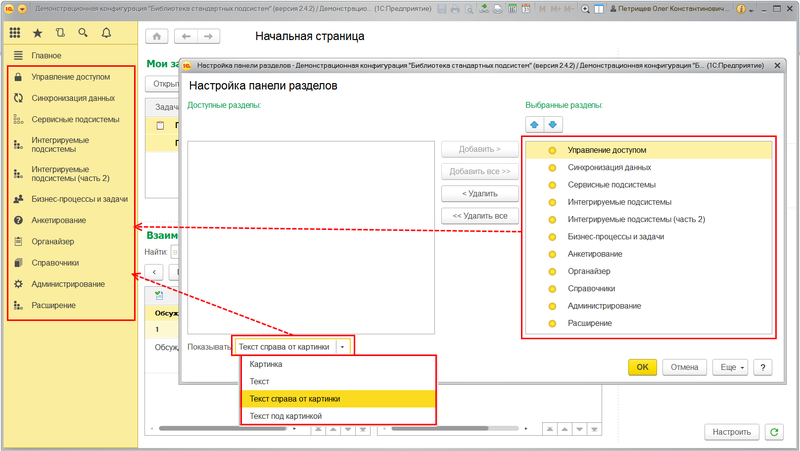 Демонстрационная конфигурация "Библиотека стандартных подсистем" (версия 2.4.2) / Демонстрацио... (1С:Предприятие)
M M+ M-
Петрищев Олег Константинович
Главное
Управление доступом
Синхронизация данных
Сервисные подсистемы
Интегрируемые
подсистемы
Интегрируемые
подсистемы (часть 2)
Бизнес-процессы и задачи
Анкетирование
Органайзер
Справочники
Администрирование
Расширение
Начальная страница
Мои за
Открыт
Задачи
Взаимо
Найти:
Обсуж
1
Обсужд
Настройка панели разделов - Демонстрационная конфигурация "Библиотека стандартных подсистем" (версия 2.4.2) / Демонстрационная конфигурация "Б... (1С:Предприятие)
Настройка панели разделов
Доступные разделы:
Добавить >
Добавить все >>
< Удалить
<< Удалить все
Выбранные разделы:
Управление доступом
Синхронизация данных
Сервисные подсистемы
Интегрируемые подсистемы
Интегрируемые подсистемы (часть 2)
Бизнес-процессы и задачи
Анкетирование
Органайзер
Справочники
Администрирование
Расширение
Показывать:
Текст справа от картинки
Картинка
Текст
Текст справа от картинки
Текст под картинкой
OK
Отмена
Еще
?
Настроить